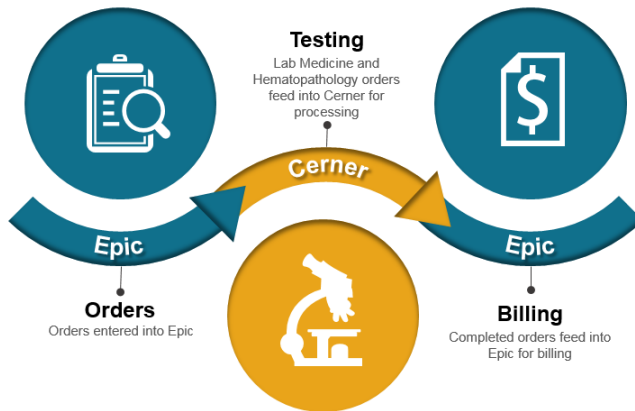 Testing
Lab Medicine and
Hematopathology orders
feed into Cerner for
processing
$
Epic
Cerner
Epic
Orders
Orders entered into Epic
Billing
Completed orders feed into
Epic for billing